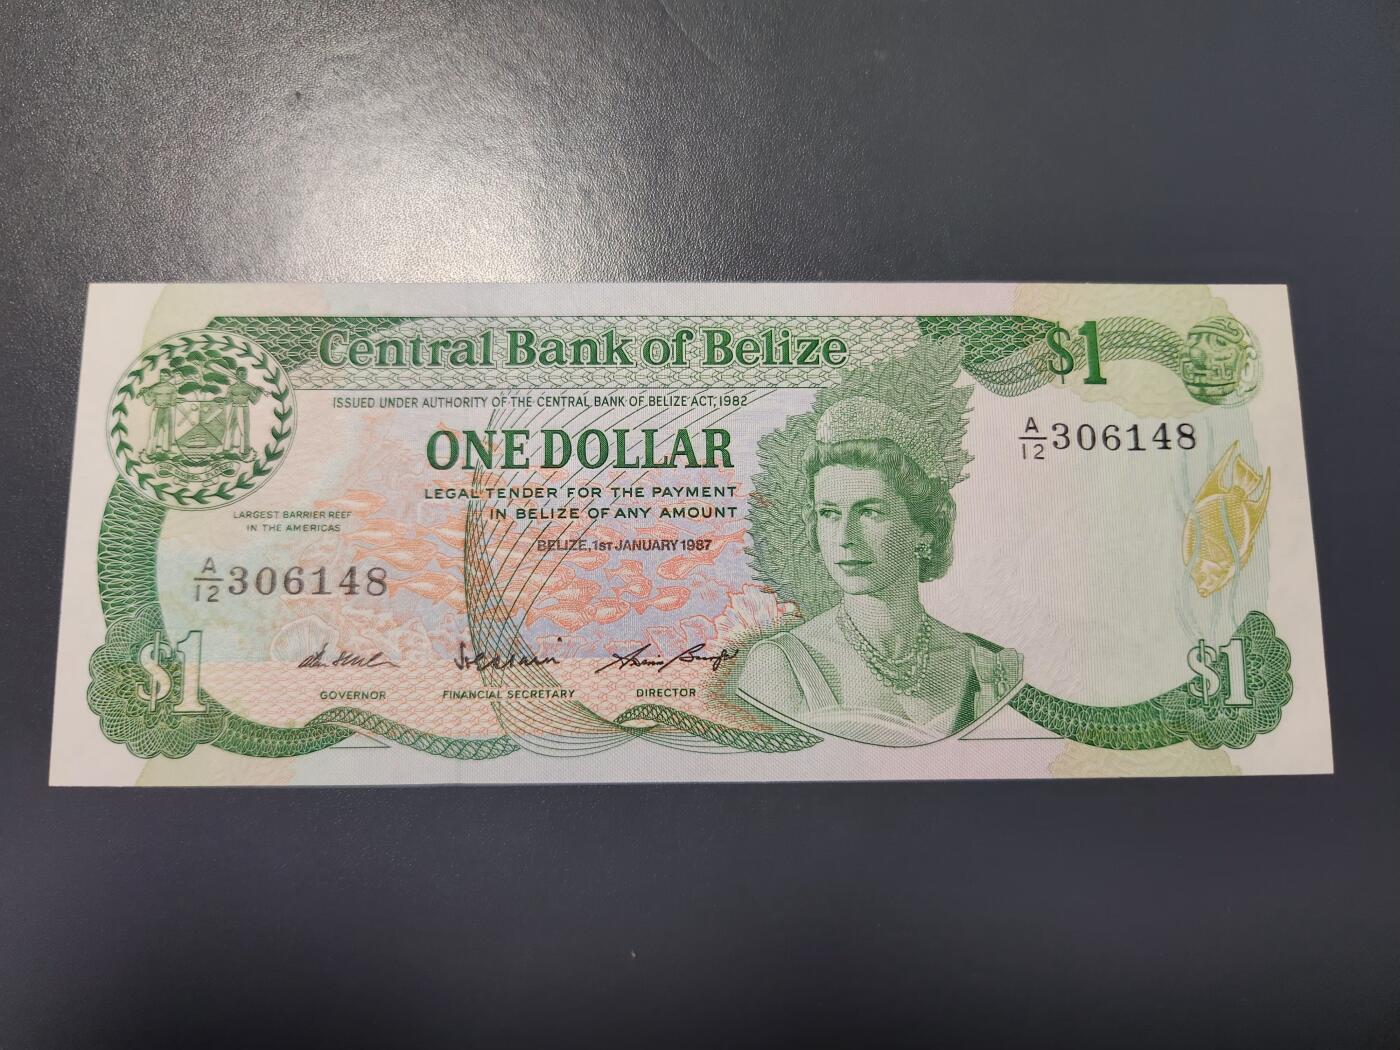 Central Bank of Belize
$1
ISSUED UNDER AUTHORITY OF THE CENTRAL BANK OF BELIZE ACT, 1982
ONE DOLLAR
A/12 306148
LEGAL TENDER FOR THE PAYMENT
IN BELIZE OF ANY AMOUNT
LARGEST BARRIER REEF
IN THE AMERICAS
BELIZE, 1ST JANUARY 1987
A/12 306148
$1
GOVERNOR
FINANCIAL SECRETARY
DIRECTOR
$1